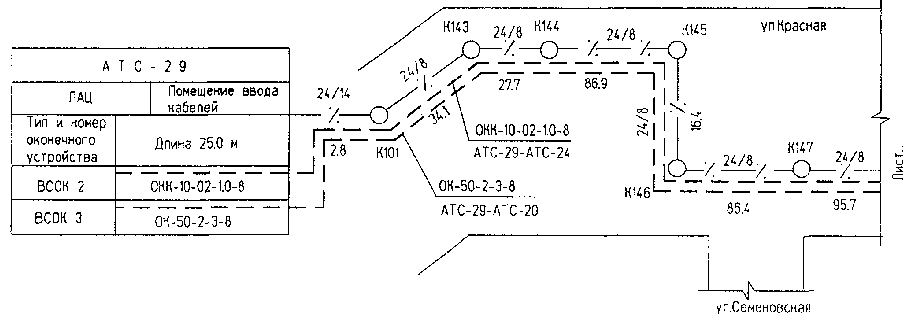 АТС-29
ЛАЦ
Помещение ввода
кабелей
Тип и номер
оконечного
устройства
Длина 25.0 м
ВСОК 2
ОКК-10-02-1.0-8
ВСОК 3
ОК-50-2-3-8
24/14
2.8
К101
24/8
34.1
К143
24/8
27.7
К144
24/8
86.9
К145
ул Красная
ОКК-10-02-1.0-8
АТС-29-АТС-24
ОК-50-2-3-8
АТС-29-АТС-20
24/8
16.4
К146
24/8
85.4
К147
24/8
95.7
Лист.
ул.Семеновская